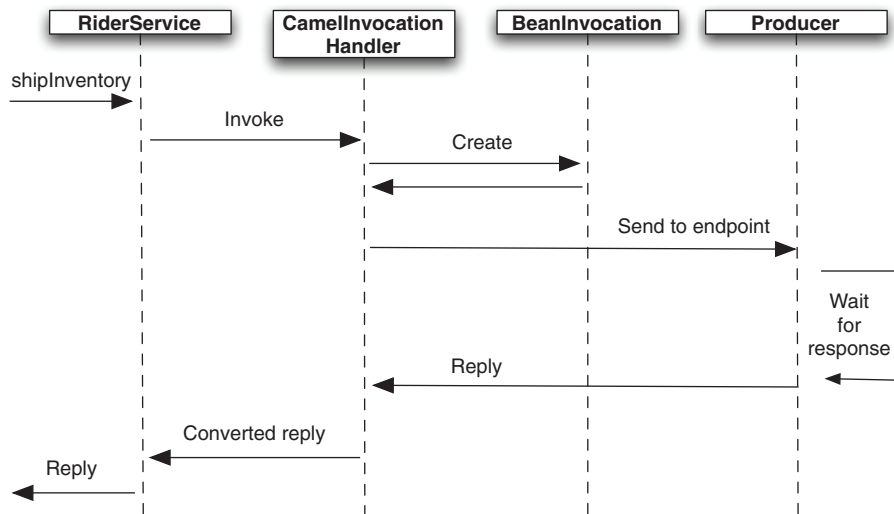 RiderService
CamelInvocation
Handler
BeanInvocation
Producer
shipInventory
Invoke
Create
Send to endpoint
Wait
for
response
Reply
Converted reply
Reply